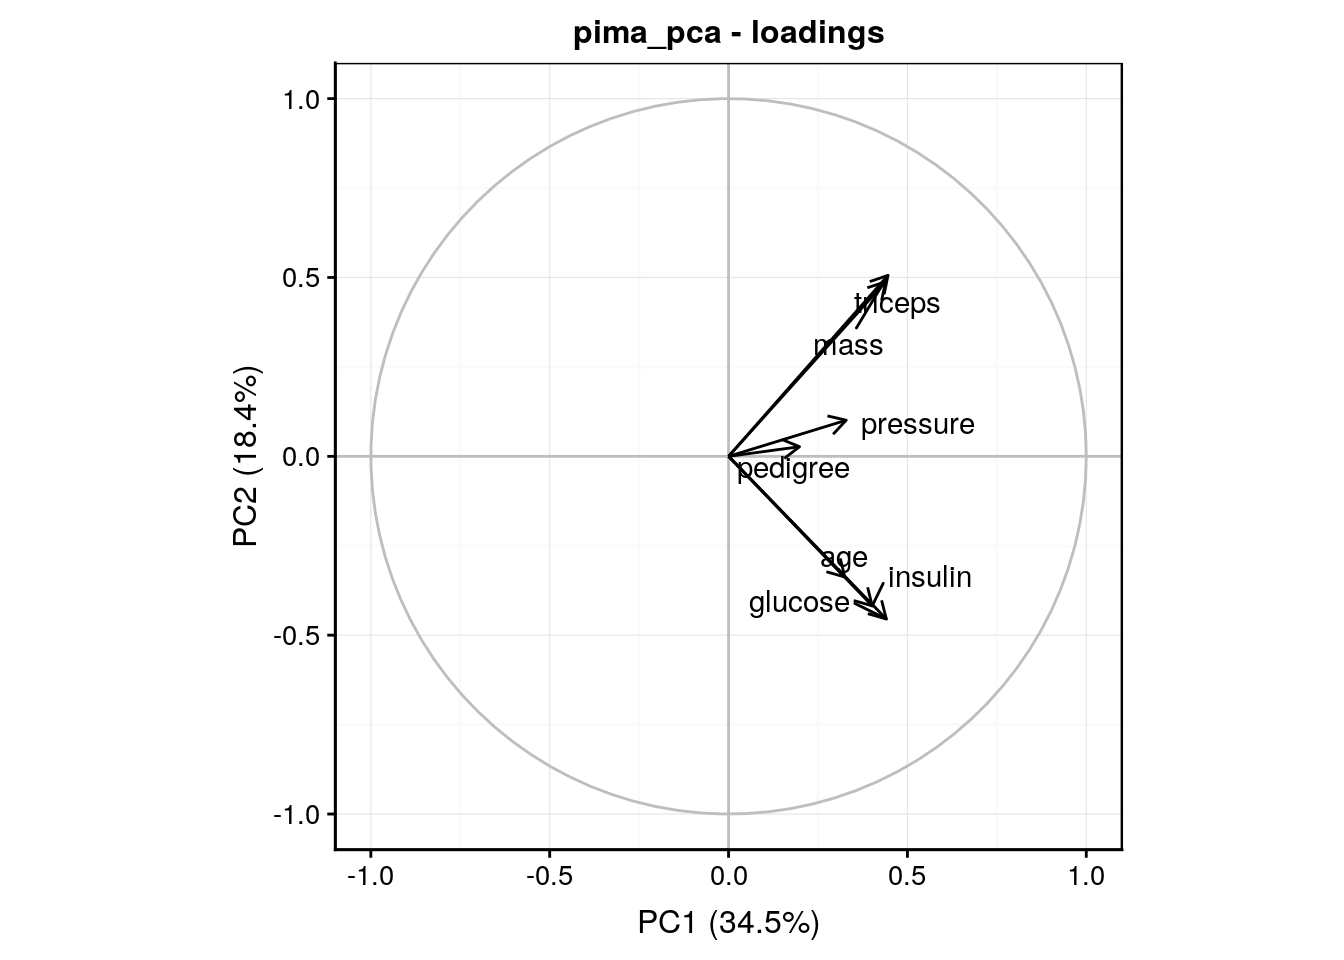 pima_pca - loadings
1.0
0.5
0.0
-0.5
-1.0
PC2 (18.4%)
triceps
mass
pressure
pedigree
age
insulin
glucose
-1.0
-0.5
0.0
0.5
1.0
PC1 (34.5%)